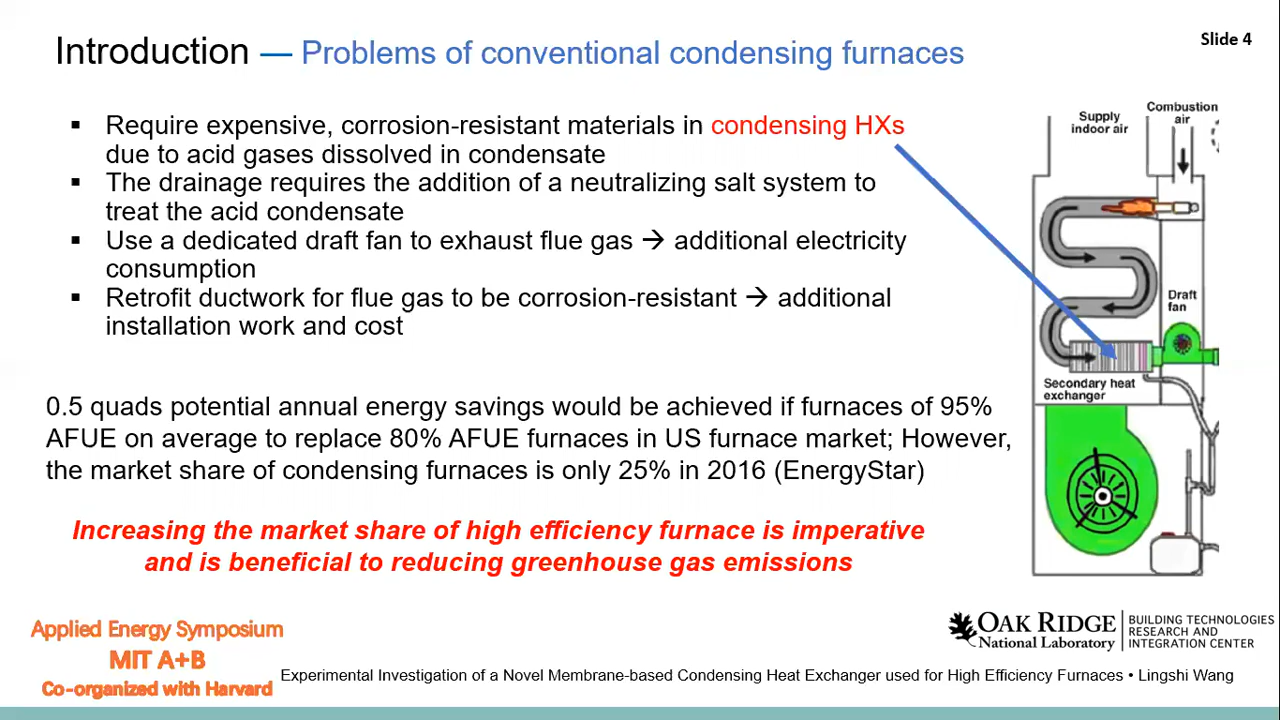 Introduction — Problems of conventional condensing furnaces
Slide 4
▪ Require expensive, corrosion-resistant materials in condensing HXs
due to acid gases dissolved in condensate
▪ The drainage requires the addition of a neutralizing salt system to
treat the acid condensate
▪ Use a dedicated draft fan to exhaust flue gas → additional electricity
consumption
▪ Retrofit ductwork for flue gas to be corrosion-resistant → additional
installation work and cost
Supply
indoor air
Combustion
air
Draft
fan
Secondary heat
exchanger
0.5 quads potential annual energy savings would be achieved if furnaces of 95%
AFUE on average to replace 80% AFUE furnaces in US furnace market; However,
the market share of condensing furnaces is only 25% in 2016 (EnergyStar)
Increasing the market share of high efficiency furnace is imperative
and is beneficial to reducing greenhouse gas emissions
Applied Energy Symposium
MIT A+B
Co-organized with Harvard
OAK RIDGE
National Laboratory
BUILDING TECHNOLOGIES
RESEARCH AND
INTEGRATION CENTER
Experimental Investigation of a Novel Membrane-based Condensing Heat Exchanger used for High Efficiency Furnaces • Lingshi Wang